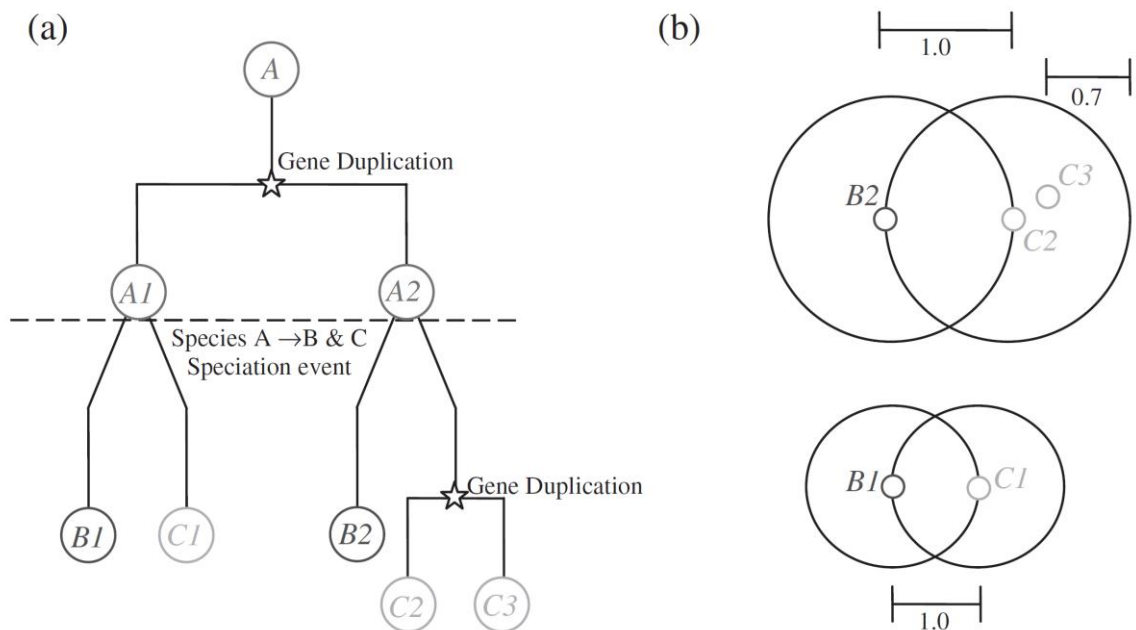 (a)
A
Gene Duplication
A1
A2
Species A →B & C
Speciation event
Gene Duplication
B1
C1
B2
C2
C3
(b)
1.0
0.7
B2
C3
C2
B1
C1
1.0